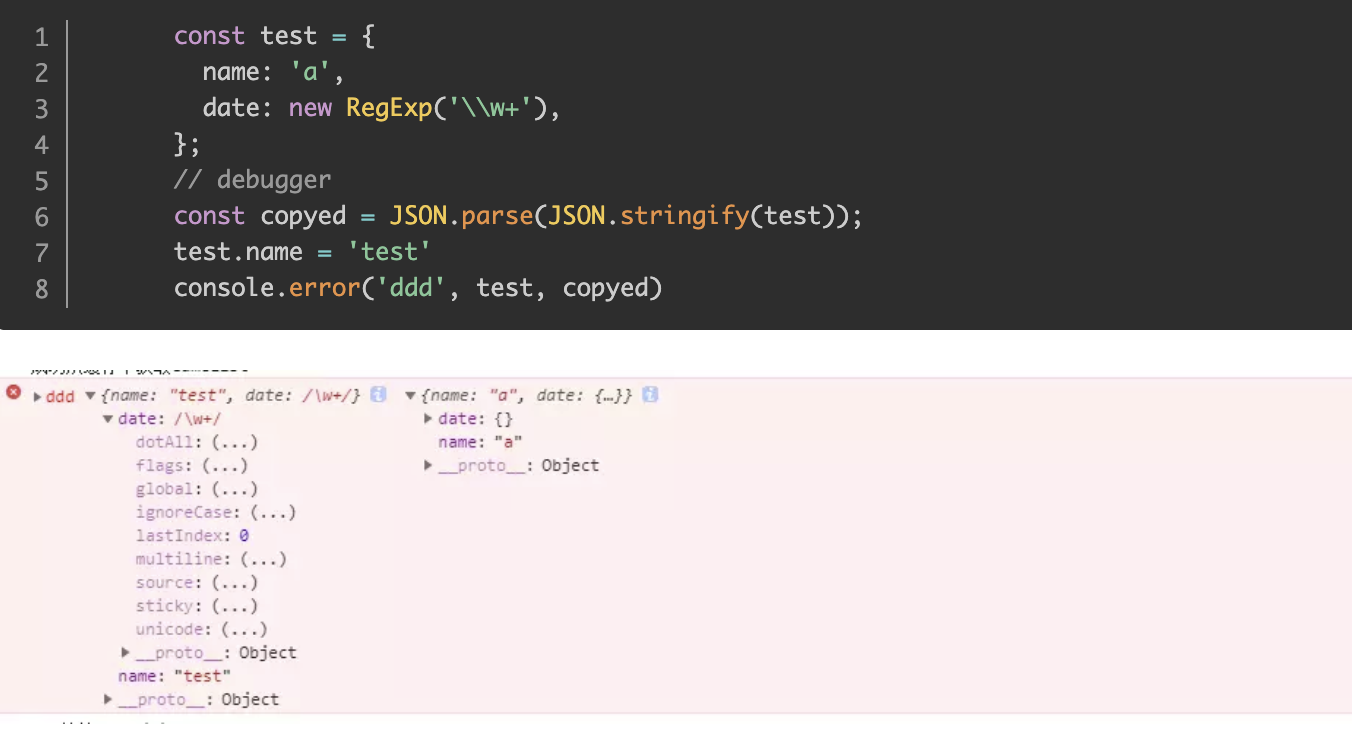 1 const test = {
2 name: 'a',
3 date: new RegExp('\\w+'),
4 };
5 // debugger
6 const copyed = JSON.parse(JSON.stringify(test));
7 test.name = 'test'
8 console.error('ddd', test, copyed)
ddd {name: "test", date: /\w+/} i {name: "a", date: {…}} i
date: /\w+/ date: {}
dotAll: (...) name: "a"
flags: (...) __proto__: Object
global: (...)
ignoreCase: (...)
lastIndex: 0
multiline: (...)
source: (...)
sticky: (...)
unicode: (...)
__proto__: Object
name: "test"
__proto__: Object